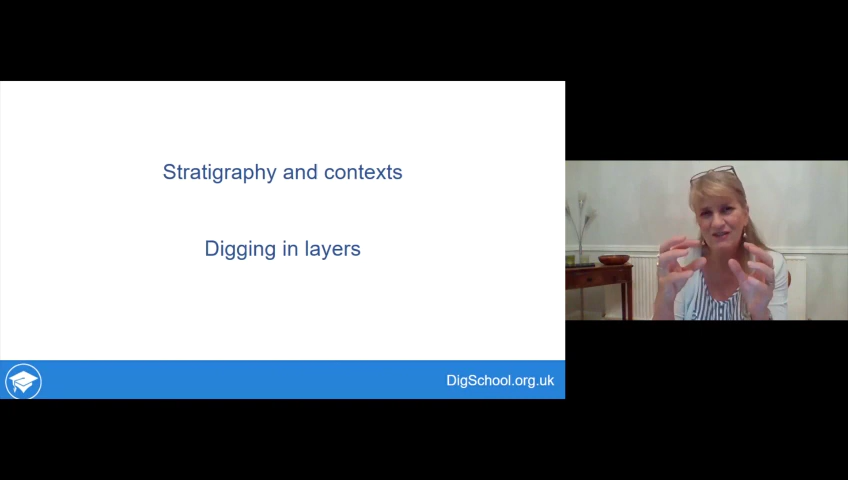 Stratigraphy and contexts
Digging in layers
DigSchool.org.uk